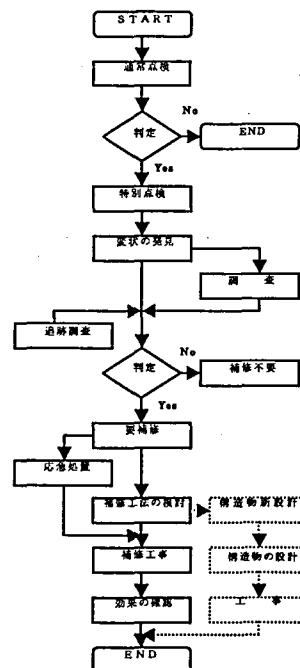 START
通常点検
No
判定
END
Yes
特別点検
変状の発見
調 査
追跡調査
No
判定
補修不要
Yes
要補修
応急処置
補修工法の検討
構造物新設計
補修工事
構造物の設計
効果の確認
工 事
END